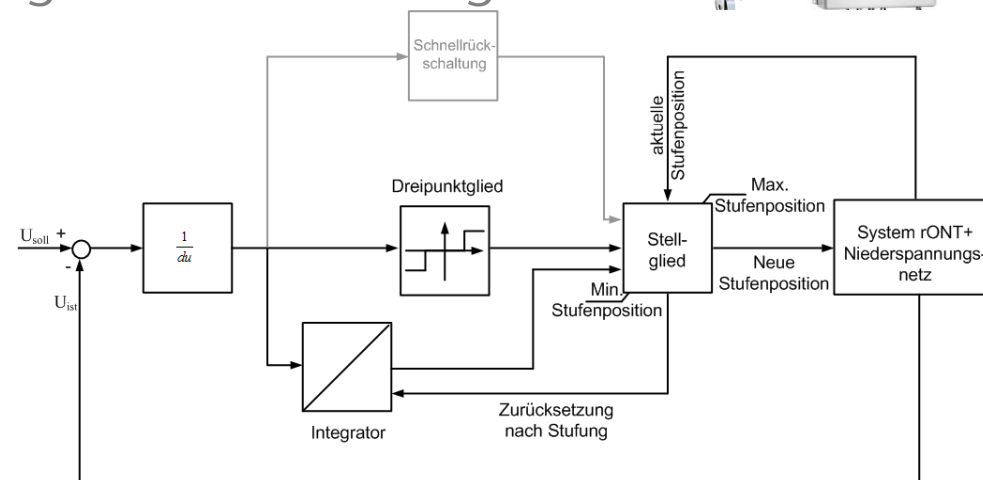 Schnellrück-
schaltung
aktuelle
Stufenposition
Dreipunktglied
Max.
Stufenposition
U_soll +
-
U_ist
1
du
Stell-
glied
System rONT+
Niederspannungs-
netz
Neue
Stufenposition
Min.
Stufenposition
Zurücksetzung
nach Stufung
Integrator